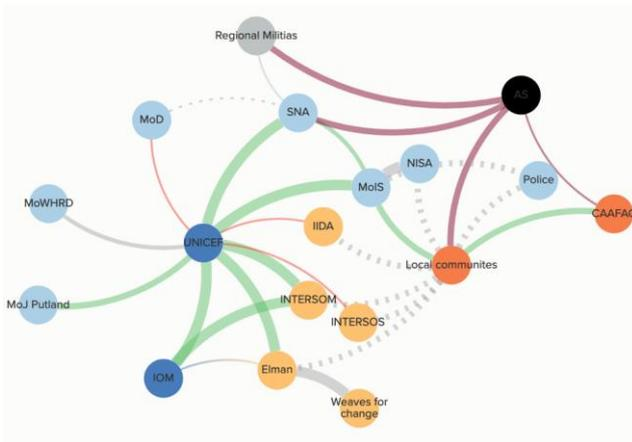 Regional Militias
AS
SNA
MoD
NISA
Police
MoIS
MoWHRD
CAAFAG
IIDA
UNICEF
Local communites
MoJ Putland
INTERSOM
INTERSOS
IOM
Elman
Weaves for
change